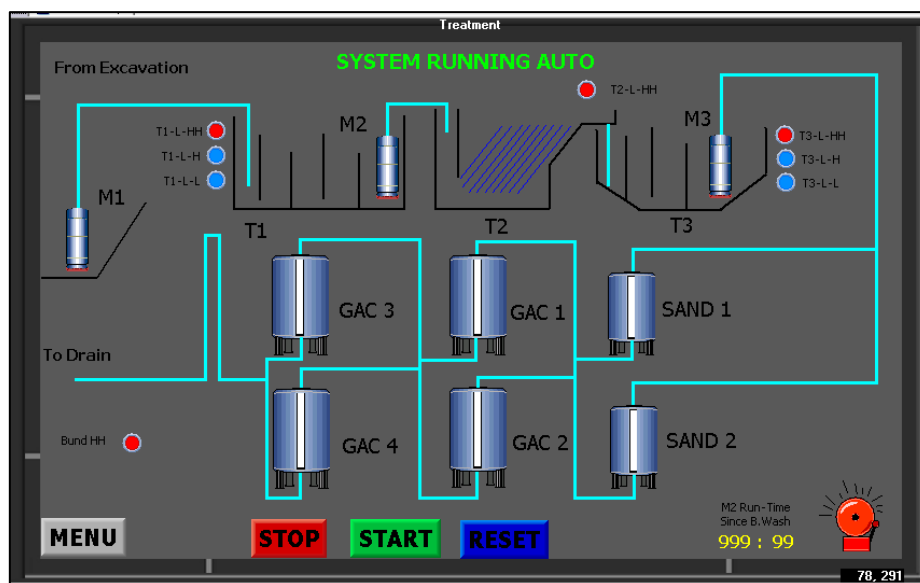 Treatment
From Excavation
SYSTEM RUNNING AUTO
T2-L-HH
T1-L-HH
M2
M3
T3-L-HH
T1-L-H
T3-L-H
T1-L-L
T3-L-L
M1
T1
T2
T3
GAC 3
GAC 1
SAND 1
To Drain
Bund HH
GAC 4
GAC 2
SAND 2
MENU
STOP
START
RESET
M2 Run-Time
Since B.Wash
999 : 99
78, 291